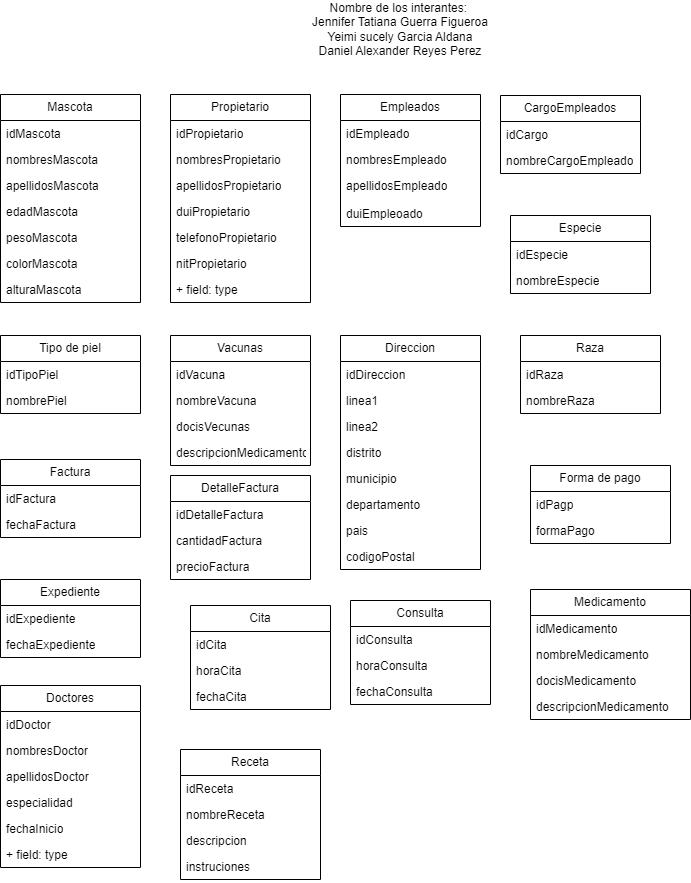 Nombre de los interantes:
Jennifer Tatiana Guerra Figueroa
Yeimi sucely Garcia Aldana
Daniel Alexander Reyes Perez
Mascota
idMascota
nombresMascota
apellidosMascota
edadMascota
pesoMascota
colorMascota
alturaMascota
Propietario
idPropietario
nombresPropietario
apellidosPropietario
duiPropietario
telefonoPropietario
nitPropietario
+ field: type
Empleados
idEmpleado
nombresEmpleado
apellidosEmpleado
duiEmpleoado
CargoEmpleados
idCargo
nombreCargoEmpleado
Especie
idEspecie
nombreEspecie
Tipo de piel
idTipoPiel
nombrePiel
Vacunas
idVacuna
nombreVacuna
docisVecunas
descripcionMedicamento
Direccion
idDireccion
linea1
linea2
distrito
municipio
departamento
pais
codigoPostal
Raza
idRaza
nombreRaza
Factura
idFactura
fechaFactura
DetalleFactura
idDetalleFactura
cantidadFactura
precioFactura
Forma de pago
idPagp
formaPago
Expediente
idExpediente
fechaExpediente
Cita
idCita
horaCita
fechaCita
Consulta
idConsulta
horaConsulta
fechaConsulta
Medicamento
idMedicamento
nombreMedicamento
docisMedicamento
descripcionMedicamento
Doctores
idDoctor
nombresDoctor
apellidosDoctor
especialidad
fechaInicio
+ field: type
Receta
idReceta
nombreReceta
descripcion
instruciones